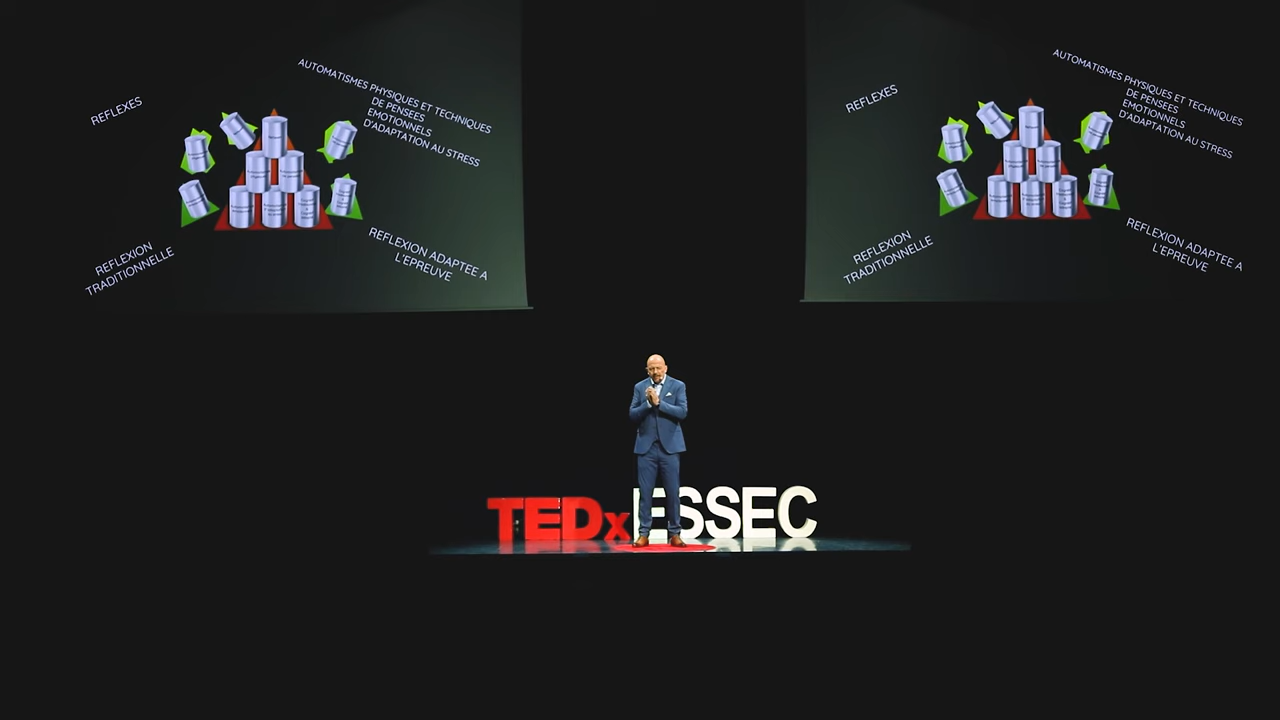 REFLEXES
AUTOMATISMES PHYSIQUES ET TECHNIQUES
DE PENSEES
EMOTIONNELS
D'ADAPTATION AU STRESS
REFLEXION
TRADITIONNELLE
REFLEXION ADAPTEE A
L'EPREUVE
REFLEXES
AUTOMATISMES PHYSIQUES ET TECHNIQUES
DE PENSEES
EMOTIONNELS
D'ADAPTATION AU STRESS
REFLEXION
TRADITIONNELLE
REFLEXION ADAPTEE A
L'EPREUVE
TEDxESSEC